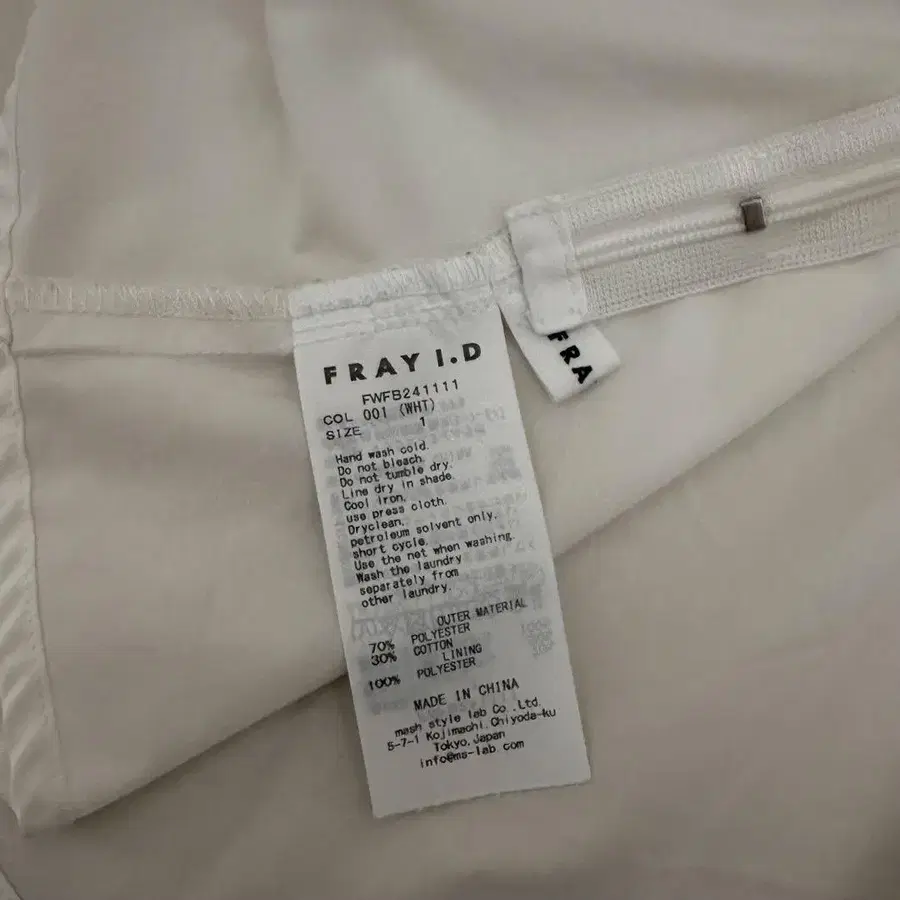 FRAY I.D
FWFB241111
COL 001 (WHT)
SIZE 1
Hand wash cold.
Do not bleach.
Do not tumble dry.
Line dry in shade.
Cool iron.
use press cloth.
Dryclean,
petroleum solvent only.
short cycle.
Use the net when washing.
Wash the laundry
separately from
other laundry.
OUTER MATERIAL
70% POLYESTER
30% COTTON
LINING
100% POLYESTER
MADE IN CHINA
mash style lab Co.,Ltd.
5-7-1 Kojimachi,Chiyoda-ku
Tokyo,Japan
info@ms-lab.com
FRA